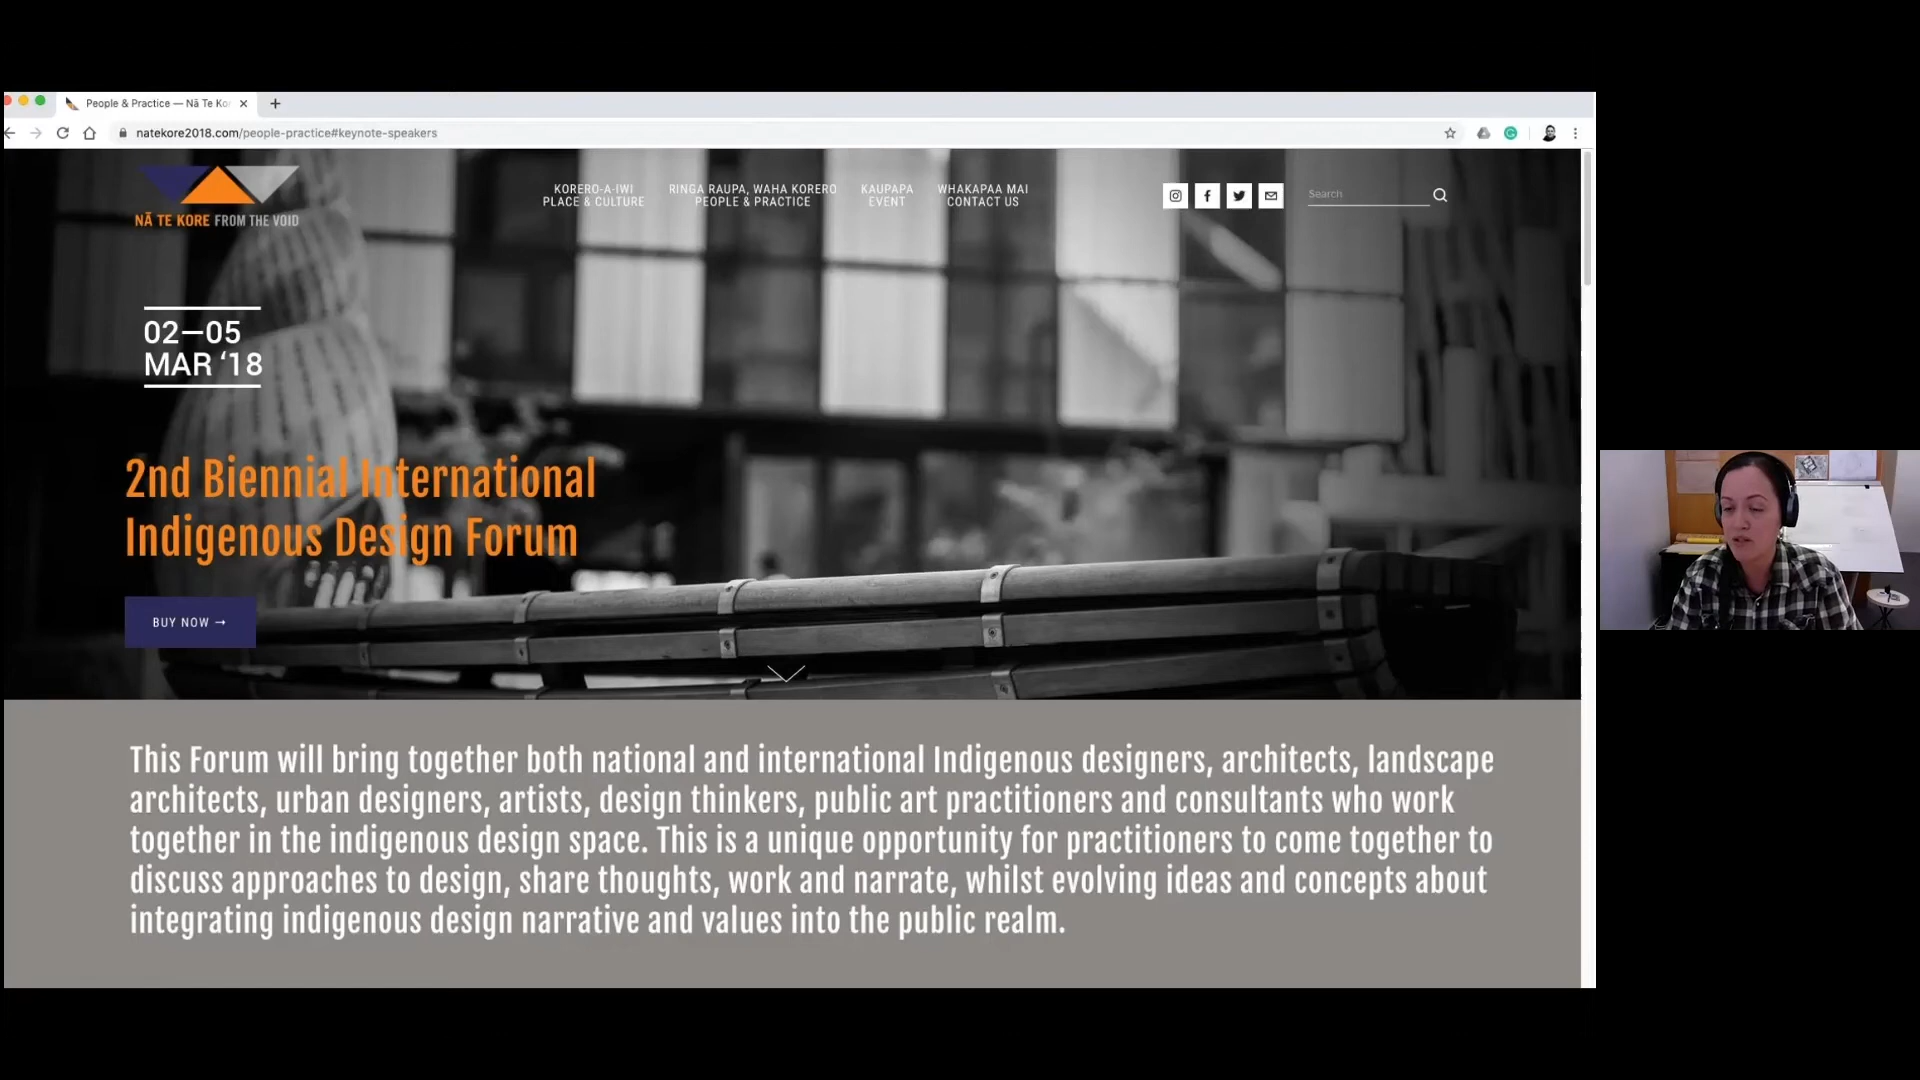 People & Practice — Nā Te Kor
natekore2018.com/people-practice#keynote-speakers
NĀ TE KORE FROM THE VOID
KORERO-A-IWI
PLACE & CULTURE
RINGA RAUPA, WAHA KORERO
PEOPLE & PRACTICE
KAUPAPA
EVENT
WHAKAPAA MAI
CONTACT US
Search
02—05
MAR ‘18
2nd Biennial International
Indigenous Design Forum
BUY NOW →
This Forum will bring together both national and international Indigenous designers, architects, landscape
architects, urban designers, artists, design thinkers, public art practitioners and consultants who work
together in the indigenous design space. This is a unique opportunity for practitioners to come together to
discuss approaches to design, share thoughts, work and narrate, whilst evolving ideas and concepts about
integrating indigenous design narrative and values into the public realm.